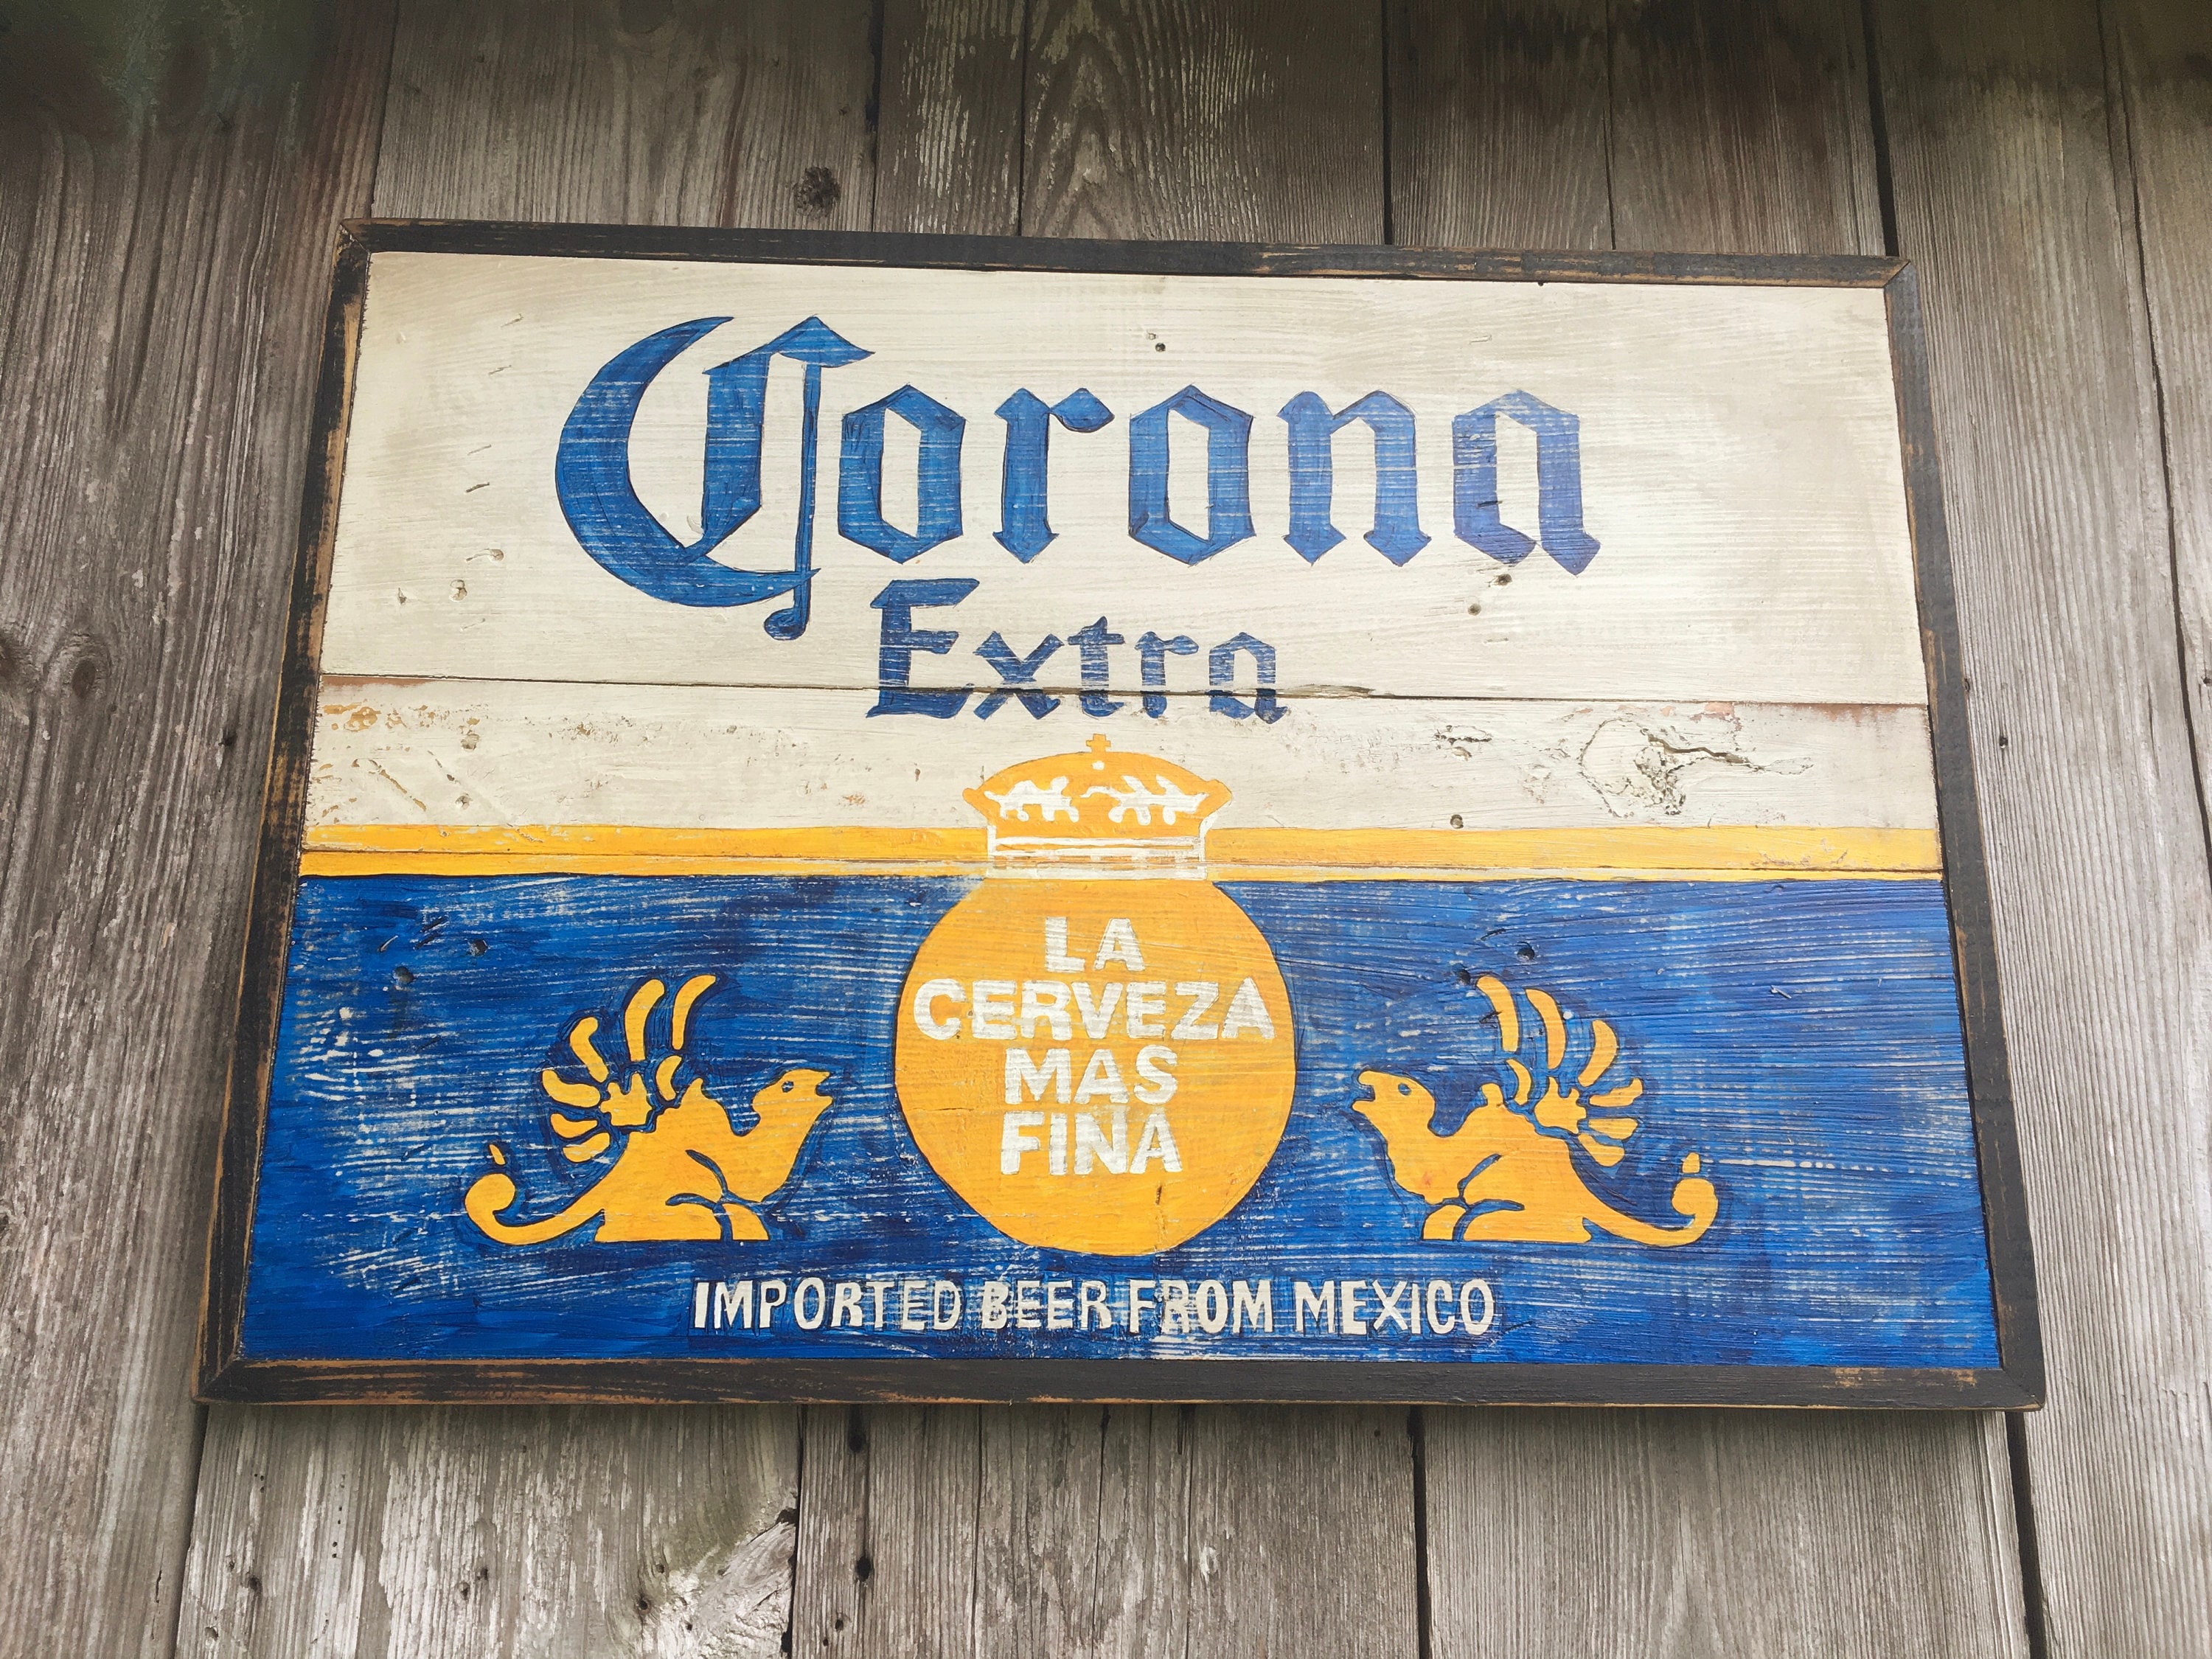 Corona
Extra
LA
CERVEZA
MAS
FINA
IMPORTED BEER FROM MEXICO